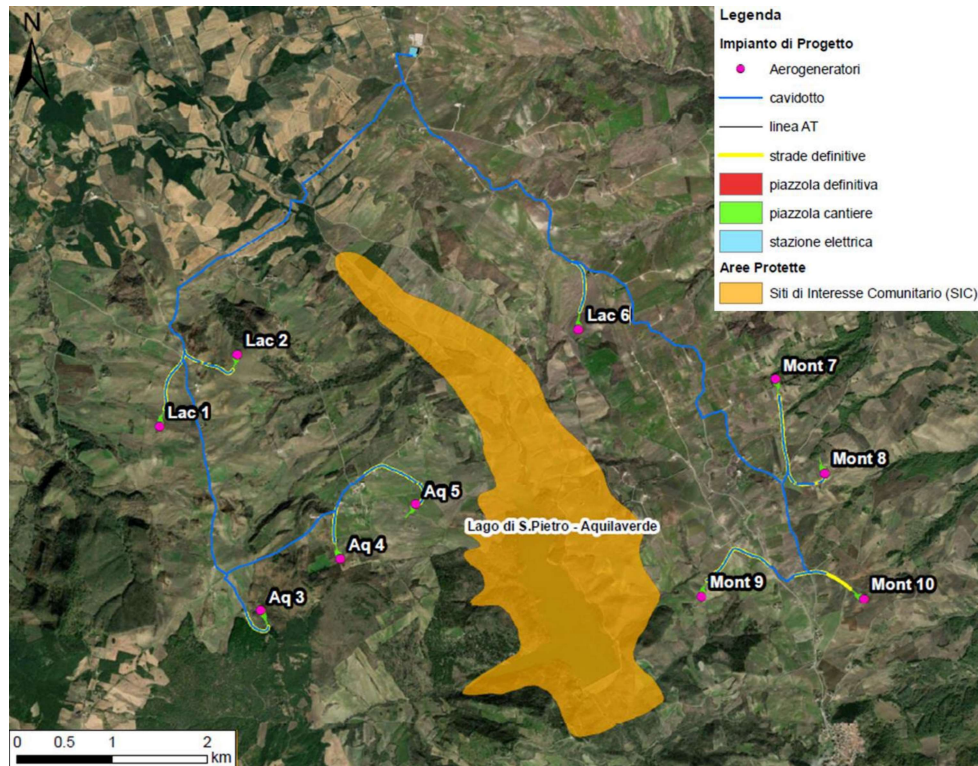 N
Legenda
Impianto di Progetto
Aerogeneratori
cavidotto
linea AT
strade definitive
piazzola definitiva
piazzola cantiere
stazione elettrica
Aree Protette
Siti di Interesse Comunitario (SIC)
Lac 6
Lac 2
Mont 7
Lac 1
Mont 8
Aq 5
Lago di S.Pietro - Aquilaverde
Aq 4
Mont 9
Mont 10
Aq 3
0 0.5 1 2
km